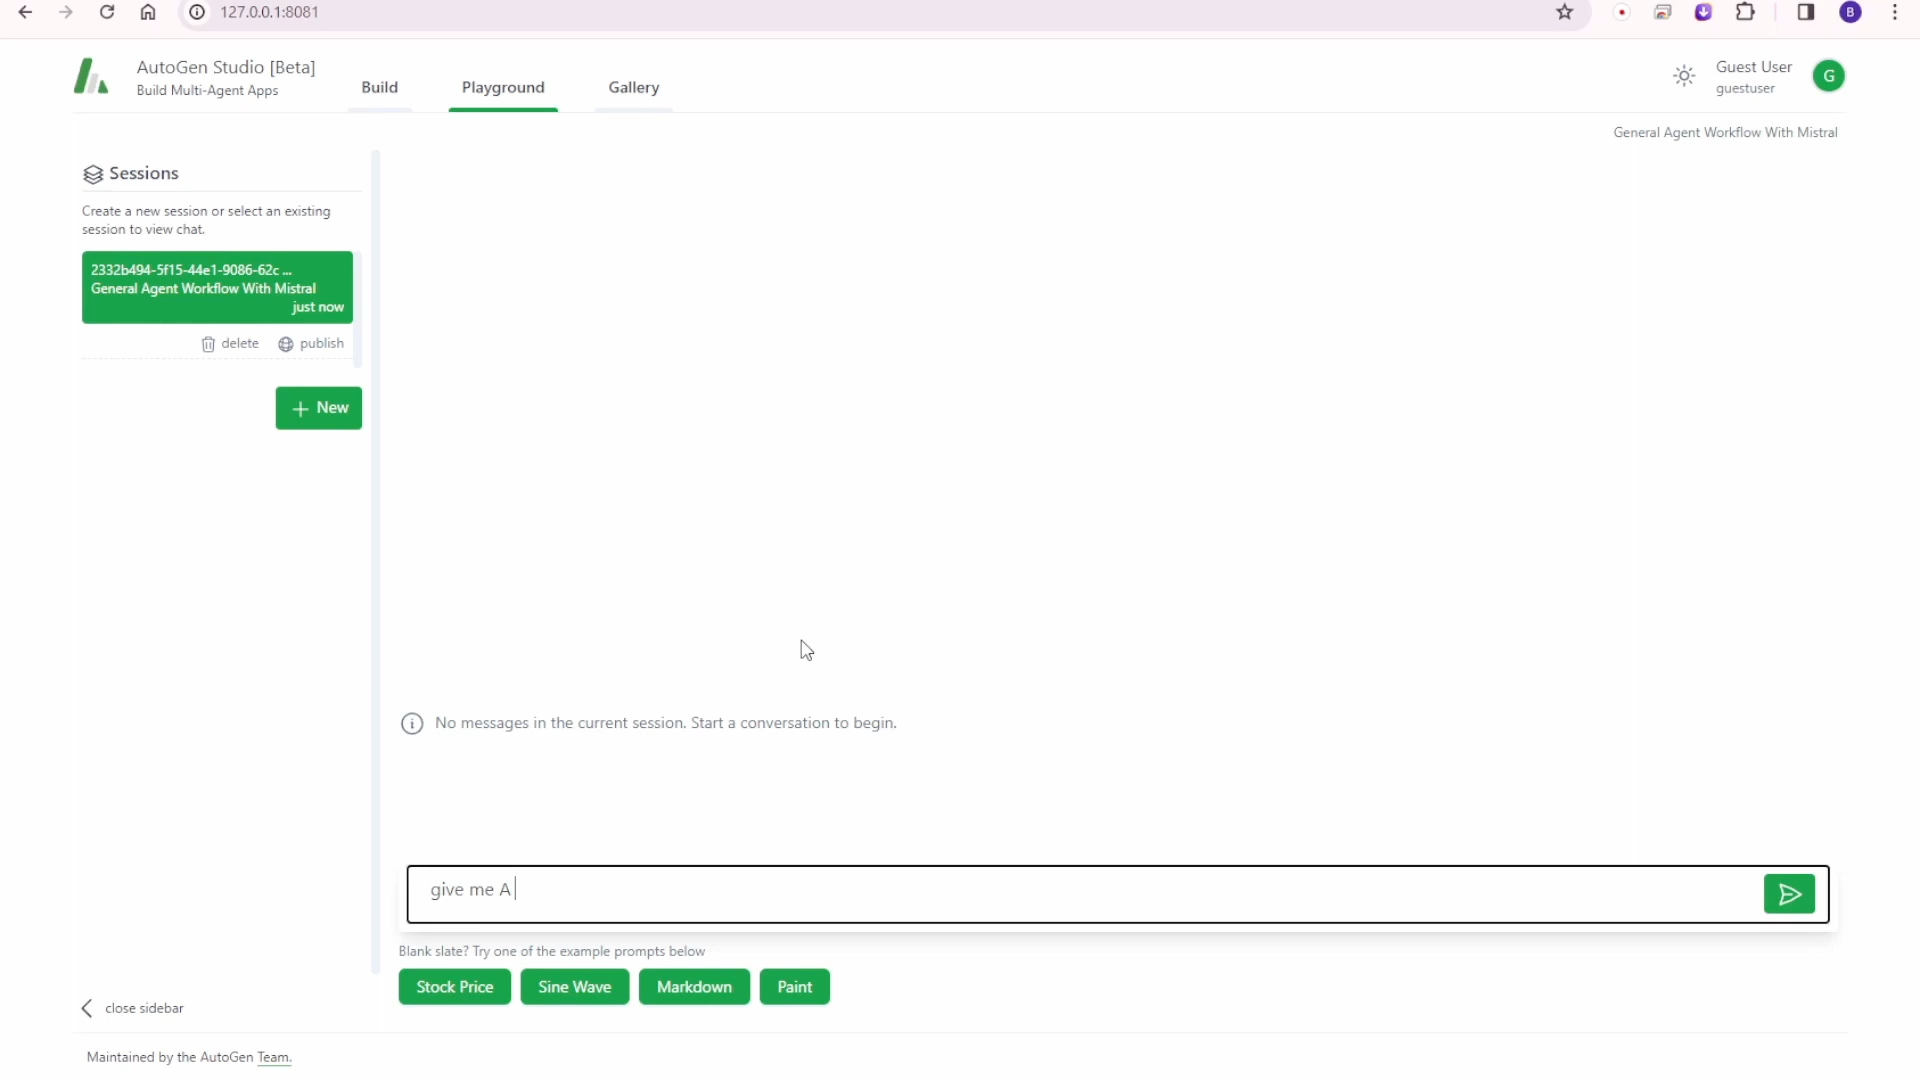 127.0.0.1:8081
B
AutoGen Studio [Beta]
Build Multi-Agent Apps
Build
Playground
Gallery
Guest User
guestuser
G
General Agent Workflow With Mistral
Sessions
Create a new session or select an existing
session to view chat.
2332b494-5f15-44e1-9086-62c ...
General Agent Workflow With Mistral
just now
delete
publish
New
No messages in the current session. Start a conversation to begin.
give me A
Blank slate? Try one of the example prompts below
Stock Price
Sine Wave
Markdown
Paint
close sidebar
Maintained by the AutoGen Team.